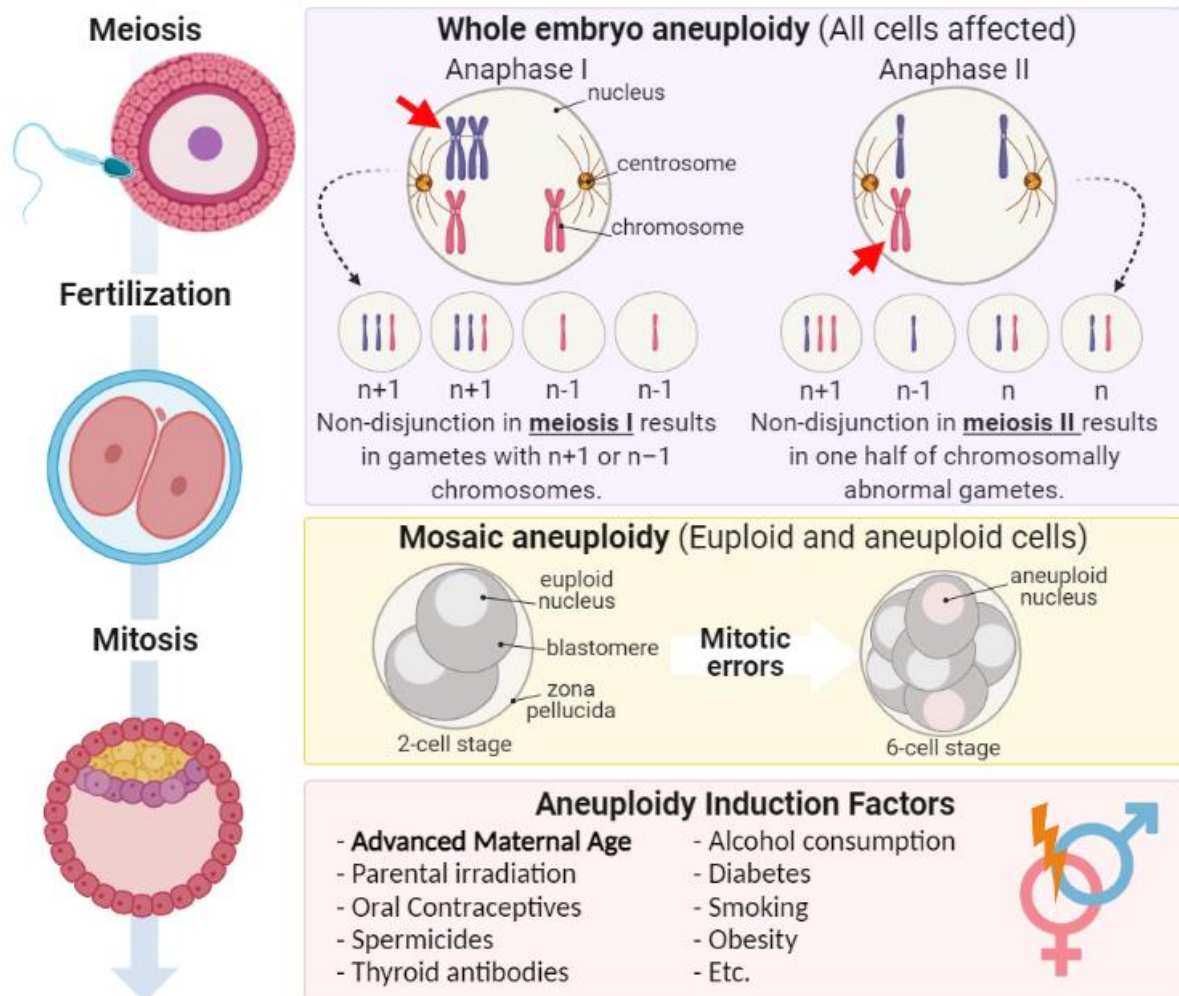 Meiosis
Fertilization
Mitosis
Whole embryo aneuploidy (All cells affected)
Anaphase I
nucleus
centrosome
chromosome
n+1
n+1
n-1
n-1
Non-disjunction in meiosis I results
in gametes with n+1 or n−1
chromosomes.
Anaphase II
n+1
n-1
n
n
Non-disjunction in meiosis II results
in one half of chromosomally
abnormal gametes.
Mosaic aneuploidy (Euploid and aneuploid cells)
euploid
nucleus
blastomere
zona
pellucida
2-cell stage
Mitotic
errors
aneuploid
nucleus
6-cell stage
Aneuploidy Induction Factors
- Advanced Maternal Age
- Parental irradiation
- Oral Contraceptives
- Spermicides
- Thyroid antibodies
- Alcohol consumption
- Diabetes
- Smoking
- Obesity
- Etc.